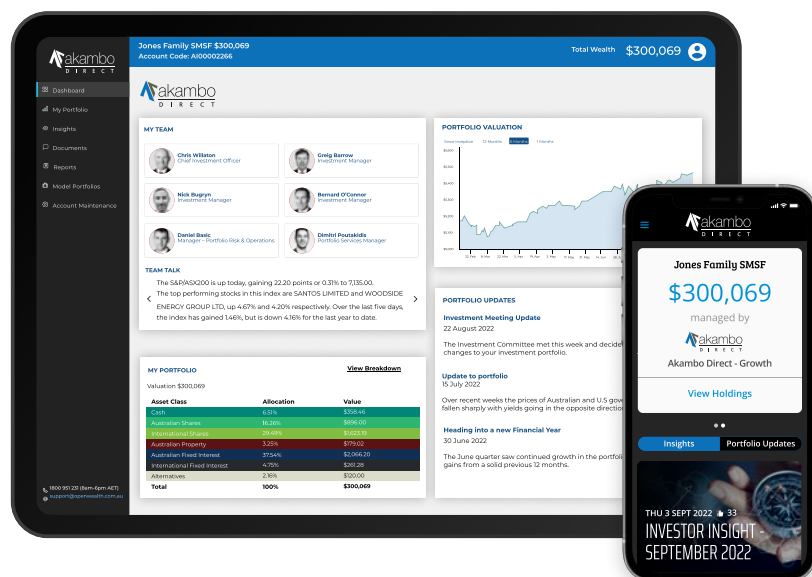 Jones Family SMSF $300,069
Account Code: AI00002266
Total Wealth $300,069
akambo
DIRECT
Dashboard
My Portfolio
Insights
Documents
Reports
Model Portfolios
Account Maintenance
1800 951 231 (8am-6pm AET)
support@openwealth.com.au
akambo
DIRECT
MY TEAM
Chris Willaton
Chief Investment Officer
Greig Barrow
Investment Manager
Nick Bugryn
Investment Manager
Bernard O'Connor
Investment Manager
Daniel Basic
Manager – Portfolio Risk & Operations
Dimitri Poutakidis
Portfolio Services Manager
TEAM TALK
The S&P/ASX200 is up today, gaining 22.20 points or 0.31% to 7,135.00.
The top performing stocks in this index are SANTOS LIMITED and WOODSIDE
ENERGY GROUP LTD, up 4.67% and 4.20% respectively. Over the last five days,
the index has gained 1.46%, but is down 4.16% for the last year to date.
MY PORTFOLIO
View Breakdown
Valuation $300,069
Asset Class Allocation Value
Cash 6.51% $358.46
Australian Shares 16.26% $896.00
International Shares 29.49% $1,623.19
Australian Property 3.25% $179.02
Australian Fixed Interest 37.54% $2,066.20
International Fixed Interest 4.75% $261.28
Alternatives 2.16% $120.00
Total 100% $300,069
PORTFOLIO VALUATION
Since Inception 12 Months 6 Months 1 Months
PORTFOLIO UPDATES
Investment Meeting Update
22 August 2022
The Investment Committee met this week and decide
changes to your investment portfolio.
Update to portfolio
15 July 2022
Over recent weeks the prices of Australian and U.S gov
fallen sharply with yields going in the opposite directio
Heading into a new Financial Year
30 June 2022
The June quarter saw continued growth in the portfoli
gains from a solid previous 12 months.
akambo
DIRECT
Jones Family SMSF
$300,069
managed by
akambo
DIRECT
Akambo Direct - Growth
View Holdings
Insights Portfolio Updates
THU 3 SEPT 2022 33
INVESTOR INSIGHT -
SEPTEMBER 2022